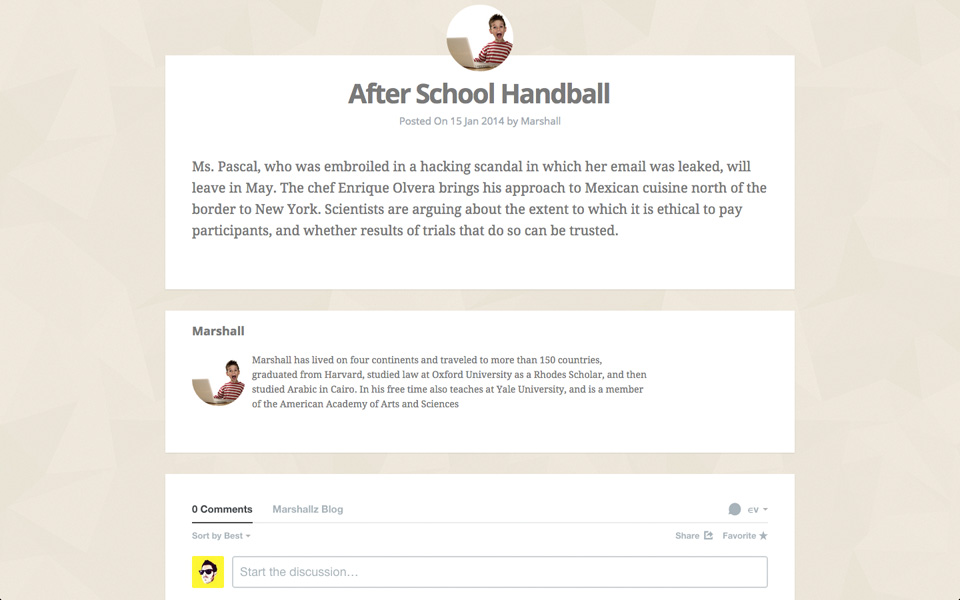 After School Handball
Posted On 15 Jan 2014 by Marshall
Ms. Pascal, who was embroiled in a hacking scandal in which her email was leaked, will
leave in May. The chef Enrique Olvera brings his approach to Mexican cuisine north of the
border to New York. Scientists are arguing about the extent to which it is ethical to pay
participants, and whether results of trials that do so can be trusted.
Marshall
Marshall has lived on four continents and traveled to more than 150 countries,
graduated from Harvard, studied law at Oxford University as a Rhodes Scholar, and then
studied Arabic in Cairo. In his free time also teaches at Yale University, and is a member
of the American Academy of Arts and Sciences
0 Comments
Marshallz Blog
Sort by Best
Share
Favorite
Start the discussion…